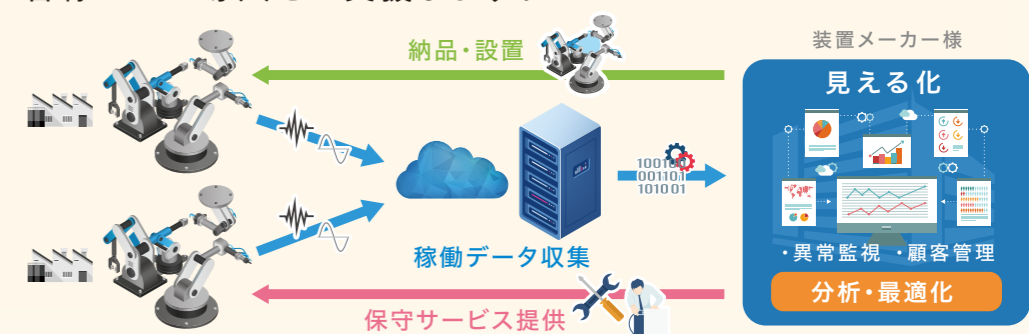 納品・設置
装置メーカー様
見える化
100100
001101
101001
・異常監視 ・顧客管理
稼働データ収集
分析・最適化
保守サービス提供